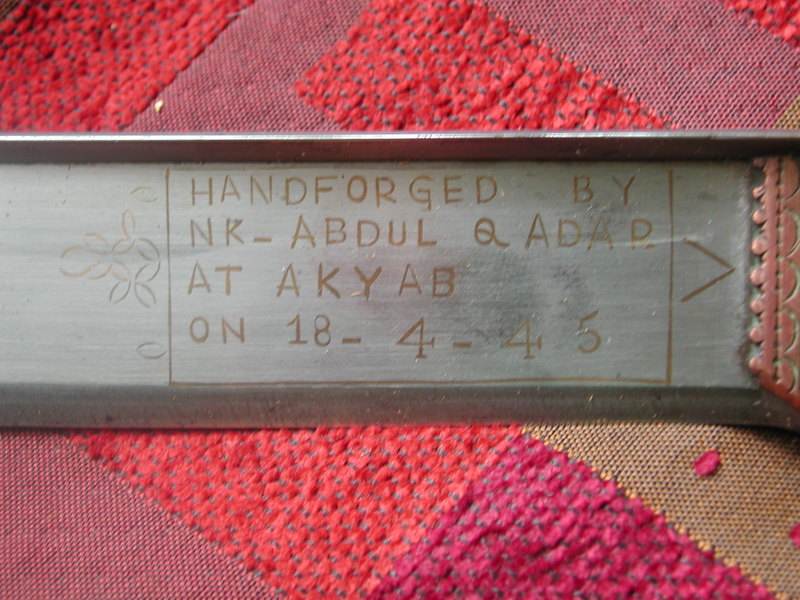 HANDFORGED BY
NK-ABDUL QADAR
AT AKYAB
ON 18-4-45